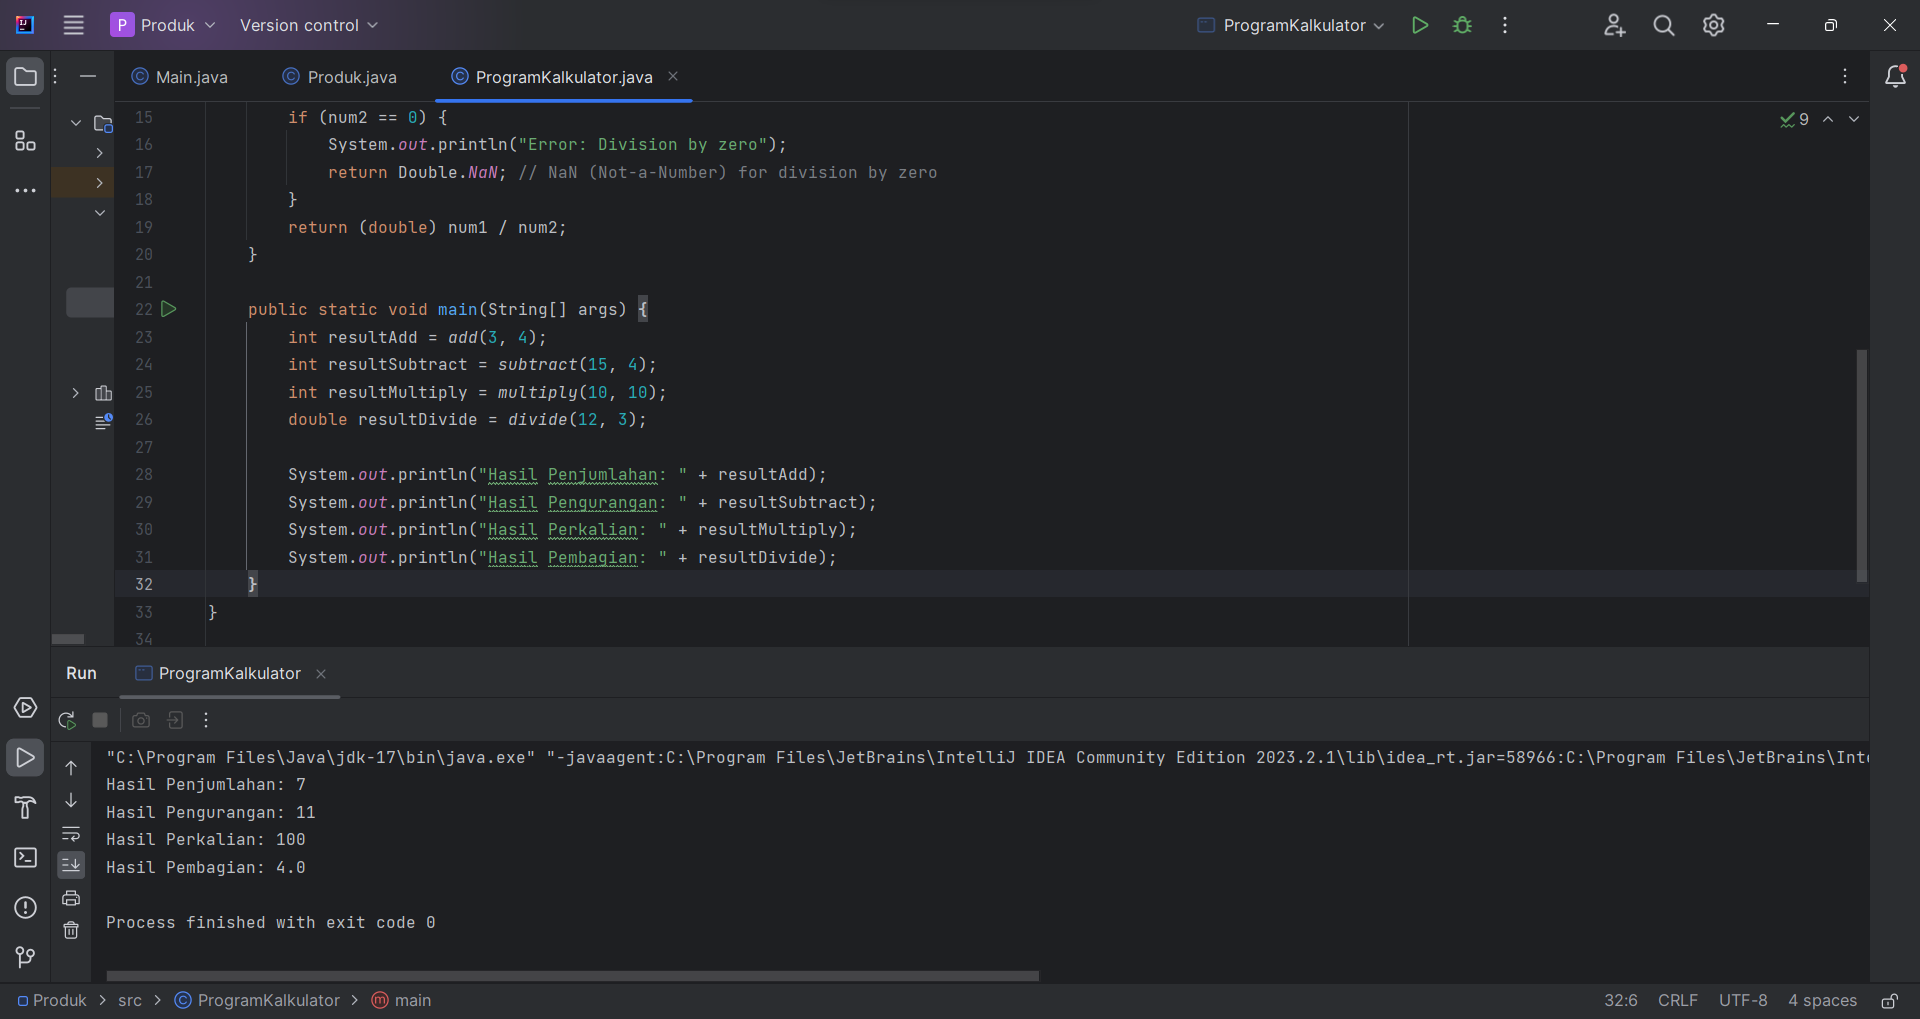 P Produk Version control ProgramKalkulator
Main.java Produk.java ProgramKalkulator.java
15 if (num2 == 0) { 9
16 System.out.println("Error: Division by zero");
17 return Double.NaN; // NaN (Not-a-Number) for division by zero
18 }
19 return (double) num1 / num2;
20 }
21
22 public static void main(String[] args) {
23 int resultAdd = add(3, 4);
24 int resultSubtract = subtract(15, 4);
25 int resultMultiply = multiply(10, 10);
26 double resultDivide = divide(12, 3);
27
28 System.out.println("Hasil Penjumlahan: " + resultAdd);
29 System.out.println("Hasil Pengurangan: " + resultSubtract);
30 System.out.println("Hasil Perkalian: " + resultMultiply);
31 System.out.println("Hasil Pembagian: " + resultDivide);
32 }
33 }
34
Run ProgramKalkulator
"C:\Program Files\Java\jdk-17\bin\java.exe" "-javaagent:C:\Program Files\JetBrains\IntelliJ IDEA Community Edition 2023.2.1\lib\idea_rt.jar=58966:C:\Program Files\JetBrains\Inte
Hasil Penjumlahan: 7
Hasil Pengurangan: 11
Hasil Perkalian: 100
Hasil Pembagian: 4.0
Process finished with exit code 0
Produk > src > ProgramKalkulator > main 32:6 CRLF UTF-8 4 spaces